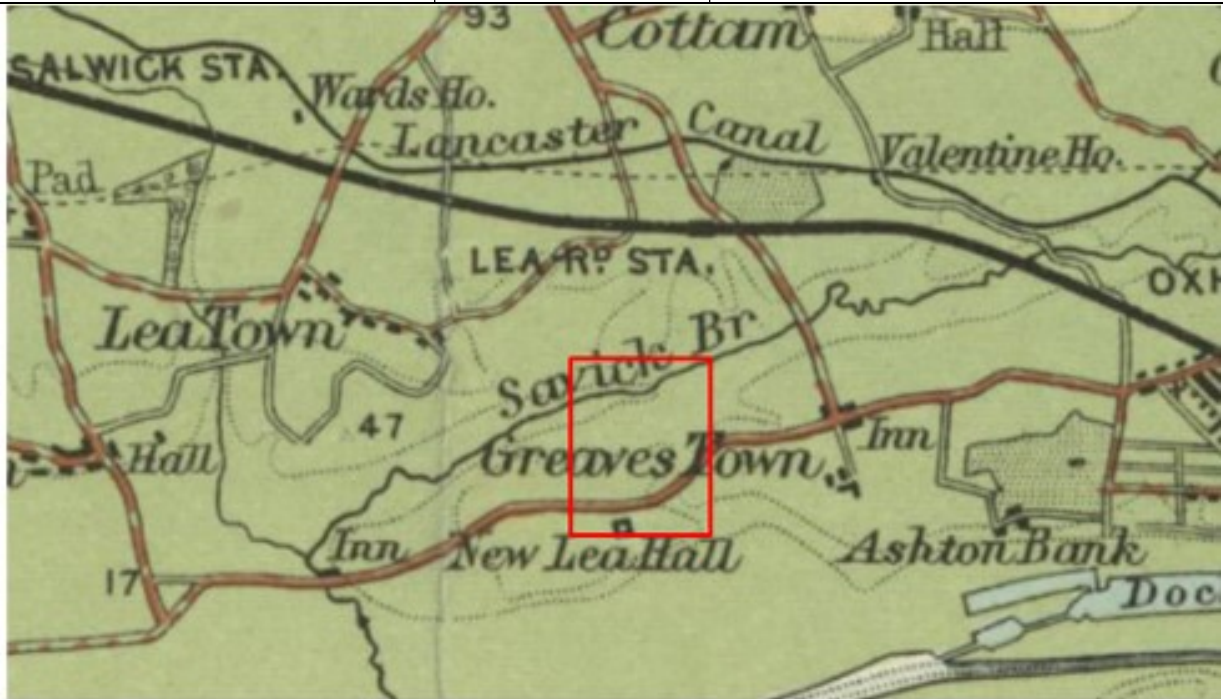 93
Cottam
Hall
SALWICK STA.
Wards Ho.
Lancaster Canal
Valentine Ho.
Pad
LEA RD STA.
OXH
Lea Town
Savick Br
47
Inn
Hall
Greaves Town
Inn
New Lea Hall
Ashton Bank
17
Doc